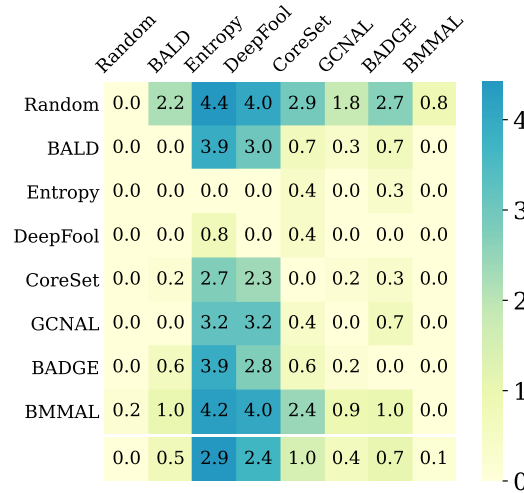 Random BALD Entropy DeepFool CoreSet GCNAL BADGE BMMAL
Random 0.0 2.2 4.4 4.0 2.9 1.8 2.7 0.8
BALD 0.0 0.0 3.9 3.0 0.7 0.3 0.7 0.0
Entropy 0.0 0.0 0.0 0.0 0.4 0.0 0.3 0.0
DeepFool 0.0 0.0 0.8 0.0 0.4 0.0 0.0 0.0
CoreSet 0.0 0.2 2.7 2.3 0.0 0.2 0.3 0.0
GCNAL 0.0 0.0 3.2 3.2 0.4 0.0 0.7 0.0
BADGE 0.0 0.6 3.9 2.8 0.6 0.2 0.0 0.0
BMMAL 0.2 1.0 4.2 4.0 2.4 0.9 1.0 0.0
0.0 0.5 2.9 2.4 1.0 0.4 0.7 0.1
4
3
2
1
0